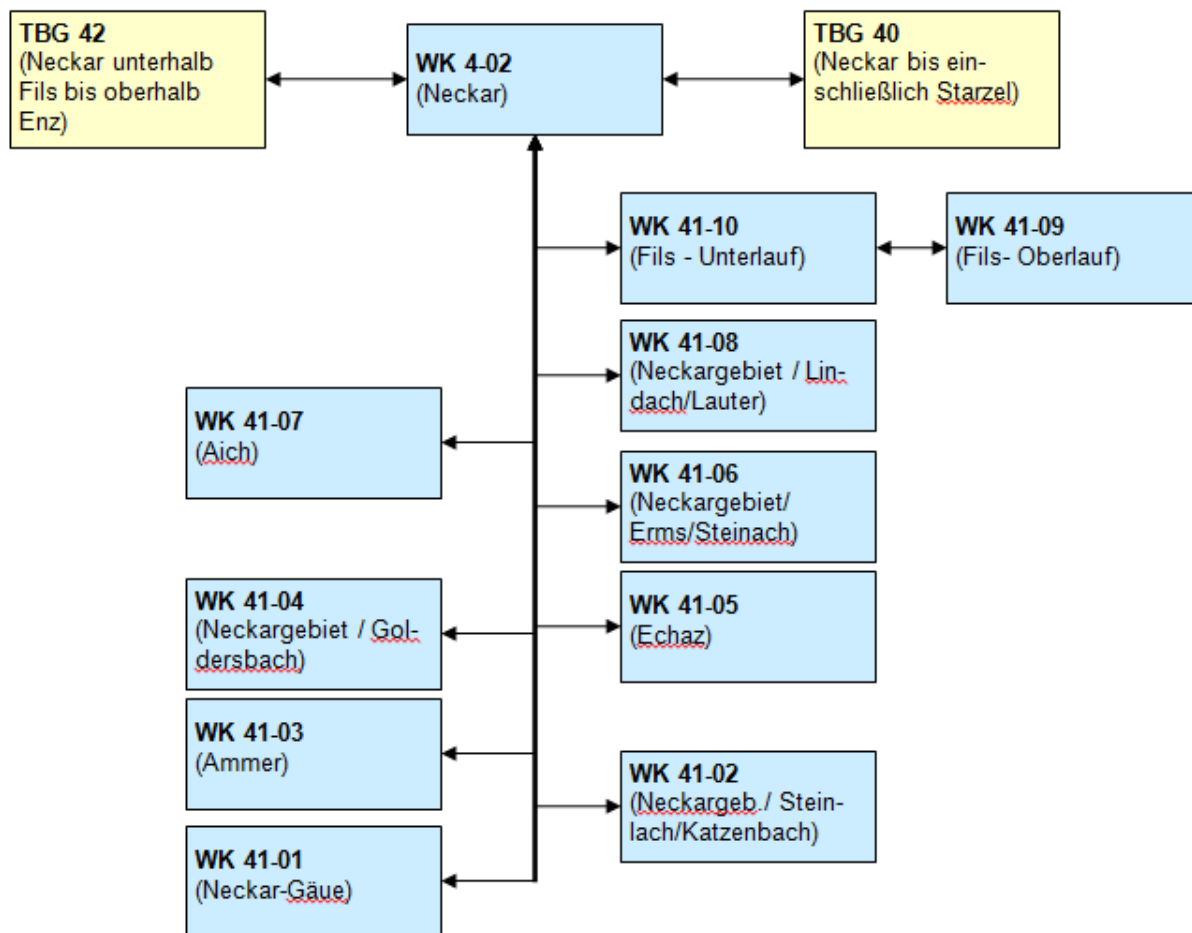 TBG 42
(Neckar unterhalb
Fils bis oberhalb
Enz)
WK 4-02
(Neckar)
TBG 40
(Neckar bis ein-
schließlich Starzel)
WK 41-10
(Fils - Unterlauf)
WK 41-09
(Fils- Oberlauf)
WK 41-08
(Neckargebiet / Lin-
dach/Lauter)
WK 41-07
(Aich)
WK 41-06
(Neckargebiet/
Erms/Steinach)
WK 41-04
(Neckargebiet / Gol-
dersbach)
WK 41-05
(Echaz)
WK 41-03
(Ammer)
WK 41-02
(Neckargeb./ Stein-
lach/Katzenbach)
WK 41-01
(Neckar-Gäue)